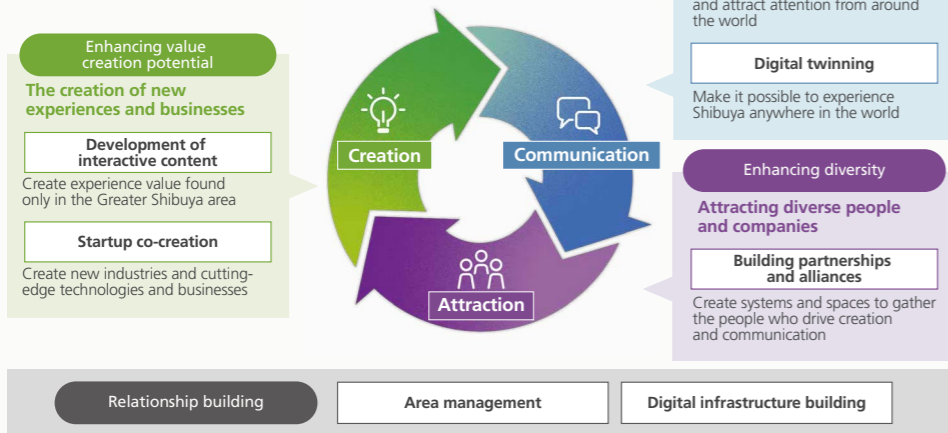 Enhancing value
creation potential
The creation of new
experiences and businesses
Development of
interactive content
Create experience value found
only in the Greater Shibuya area
Startup co-creation
Create new industries and cutting-
edge technologies and businesses
Creation
Communication
Attraction
and attract attention from around
the world
Digital twinning
Make it possible to experience
Shibuya anywhere in the world
Enhancing diversity
Attracting diverse people
and companies
Building partnerships
and alliances
Create systems and spaces to gather
the people who drive creation
and communication
Relationship building
Area management
Digital infrastructure building